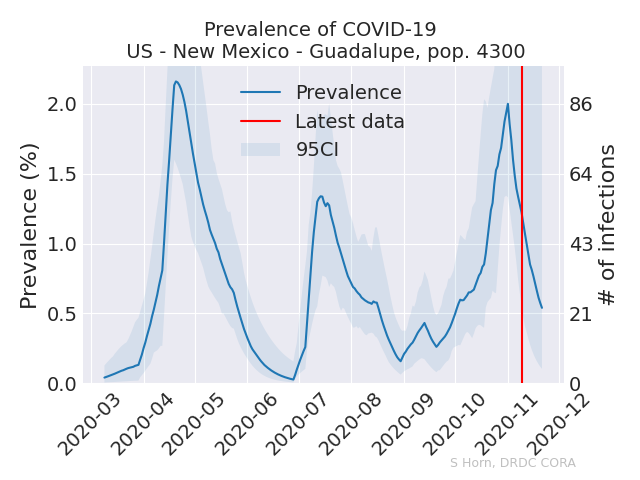 Prevalence of COVID-19
US - New Mexico - Guadalupe, pop. 4300
Prevalence
Latest data
95CI
Prevalence (%)
2.0
1.5
1.0
0.5
0.0
86
64
43
21
0
# of infections
2020-03
2020-04
2020-05
2020-06
2020-07
2020-08
2020-09
2020-10
2020-11
2020-12
S Horn, DRDC CORA